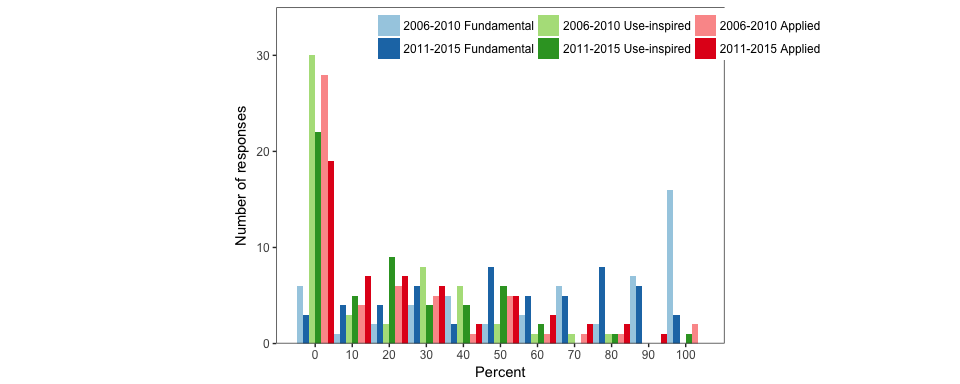 2006-2010 Fundamental 2006-2010 Use-inspired 2006-2010 Applied
2011-2015 Fundamental 2011-2015 Use-inspired 2011-2015 Applied
30
20
10
0
Number of responses
0 10 20 30 40 50 60 70 80 90 100
Percent